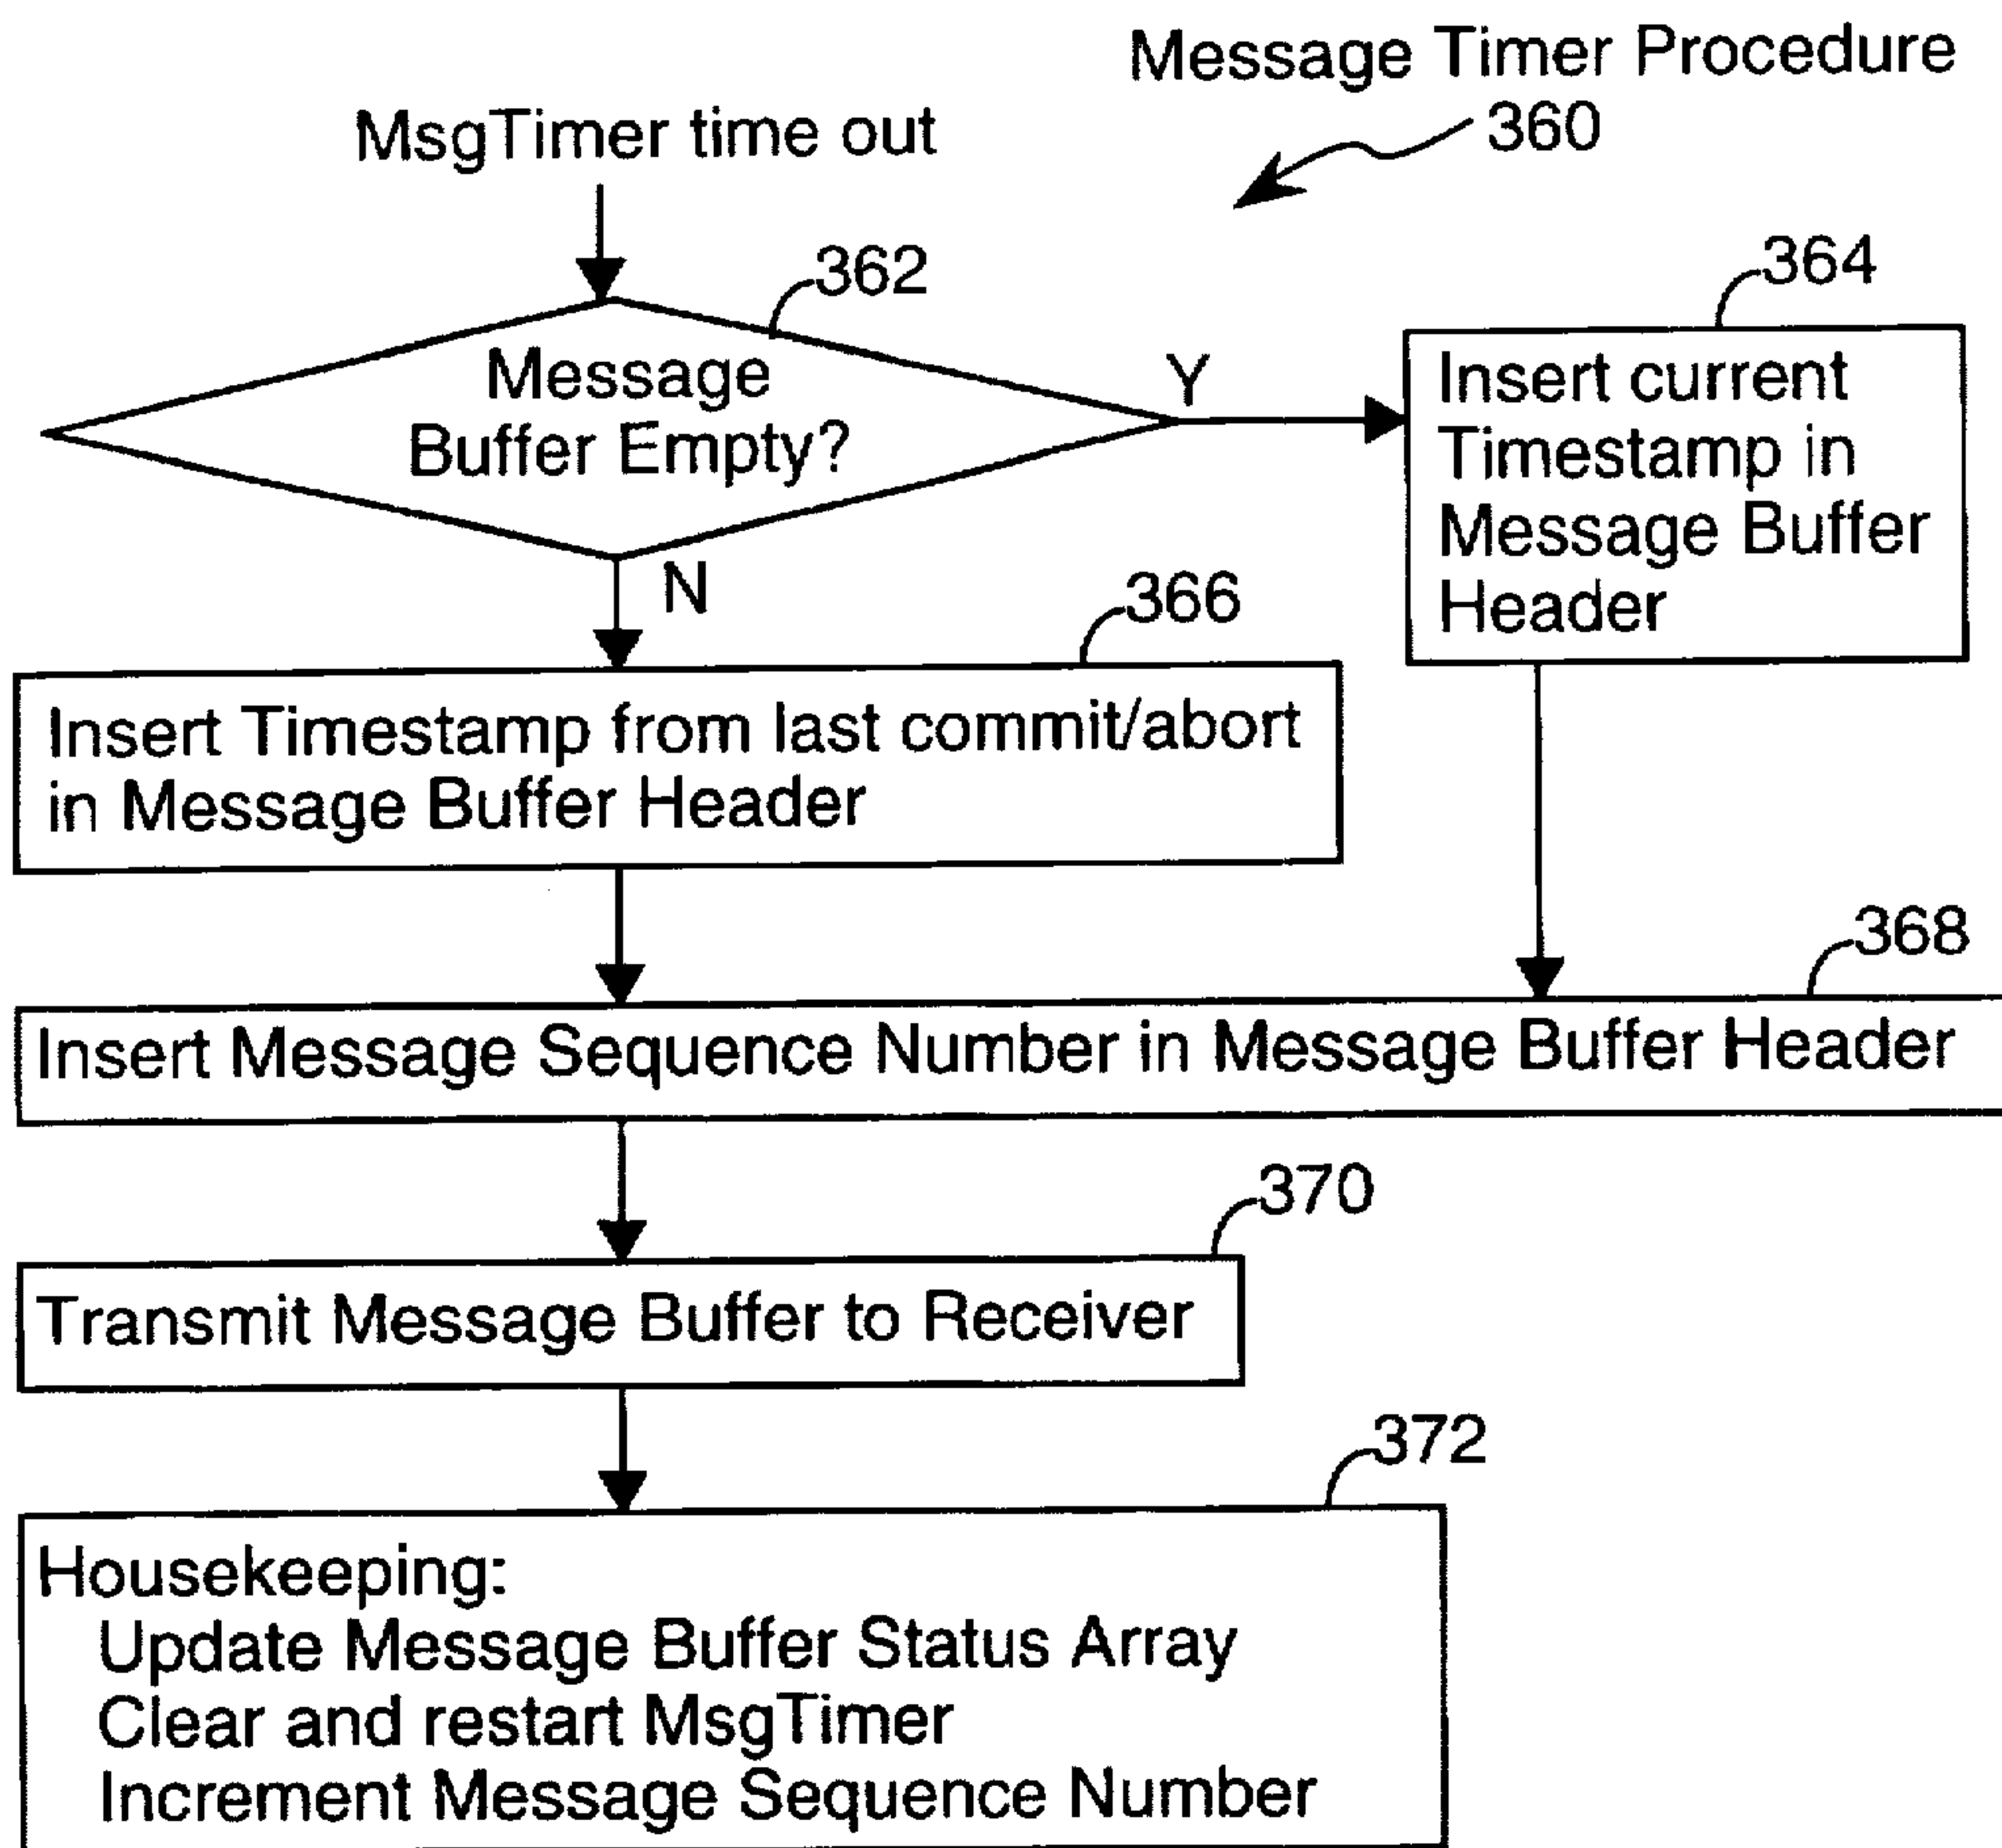 Message Timer Procedure
360
MsgTimer time out
362
364
Message
Buffer Empty?
Y
Insert current
Timestamp in
Message Buffer
Header
N
366
Insert Timestamp from last commit/abort
in Message Buffer Header
368
Insert Message Sequence Number in Message Buffer Header
370
Transmit Message Buffer to Receiver
372
Housekeeping:
Update Message Buffer Status Array
Clear and restart MsgTimer
Increment Message Sequence Number